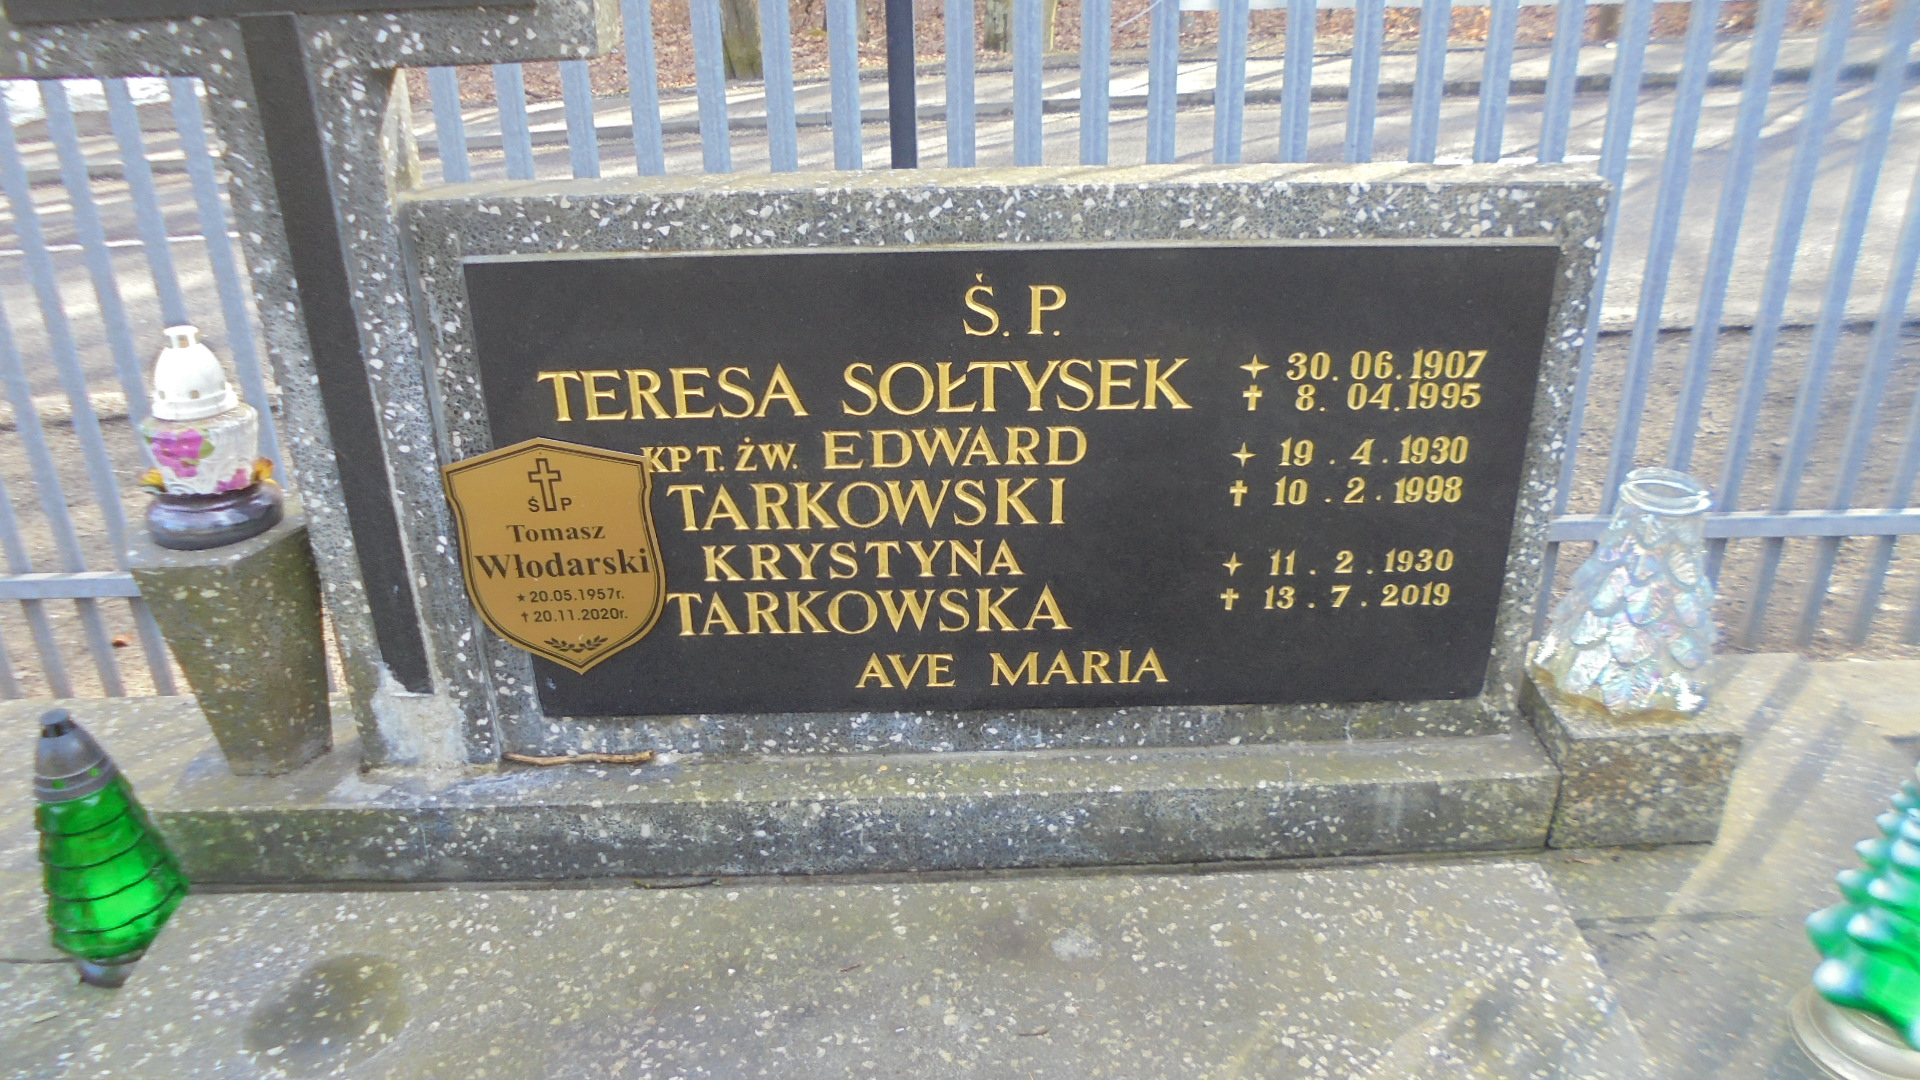 Ś. P.
TERESA SOŁTYSEK ✦ 30. 06. 1907
✝ 8. 04. 1995
KPT. ŻW. EDWARD ✦ 19 . 4 . 1930
TARKOWSKI ✝ 10 . 2 . 1998
KRYSTYNA ✦ 11 . 2 . 1930
TARKOWSKA ✝ 13 . 7 . 2019
AVE MARIA
Ś P
Tomasz
Włodarski
★ 20.05.1957r.
✝ 20.11.2020r.